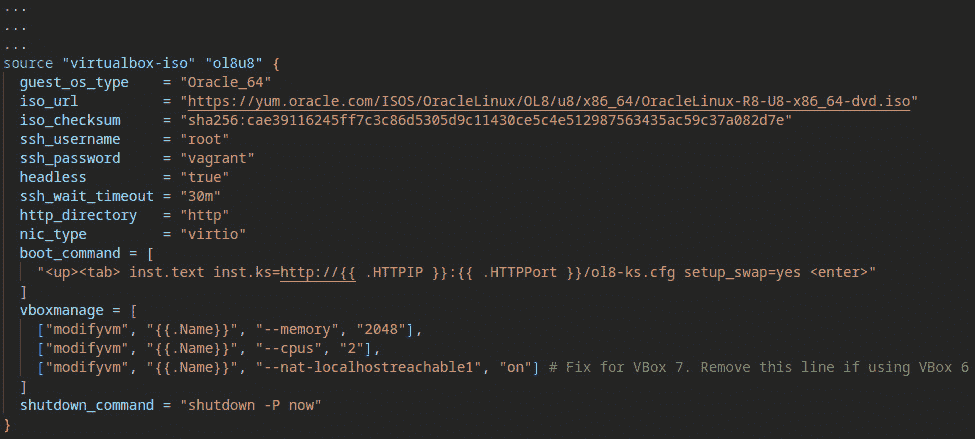 ...
...
...
source "virtualbox-iso" "ol8u8" {
  guest_os_type    = "Oracle_64"
  iso_url          = "https://yum.oracle.com/ISOS/OracleLinux/OL8/u8/x86_64/OracleLinux-R8-U8-x86_64-dvd.iso"
  iso_checksum     = "sha256:cae39116245ff7c3c86d5305d9c11430ce5c4e512987563435ac59c37a082d7e"
  ssh_username     = "root"
  ssh_password     = "vagrant"
  headless         = "true"
  ssh_wait_timeout = "30m"
  http_directory   = "http"
  nic_type         = "virtio"
  boot_command = [
    "<up><tab> inst.text inst.ks=http://{{ .HTTPIP }}:{{ .HTTPPort }}/ol8-ks.cfg setup_swap=yes <enter>"
  ]
  vboxmanage = [
    ["modifyvm", "{{.Name}}", "--memory", "2048"],
    ["modifyvm", "{{.Name}}", "--cpus", "2"],
    ["modifyvm", "{{.Name}}", "--nat-localhostreachable1", "on"] # Fix for VBox 7. Remove this line if using VBox 6
  ]
  shutdown_command = "shutdown -P now"
}